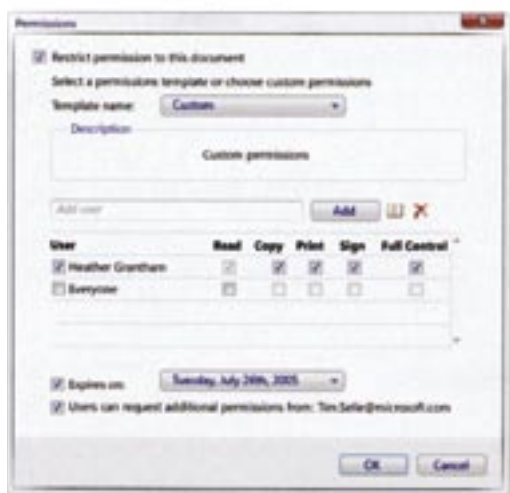 Permissions
Restrict permission to this document
Select a permissions template or choose custom permissions
Template name: Custom
Description
Custom permissions
Add user Add
User Read Copy Print Sign Full Control
Heather Grantham
Everyone
Expires on: Tuesday, July 26th, 2005
Users can request additional permissions from: Tim.Sella@microsoft.com
OK Cancel